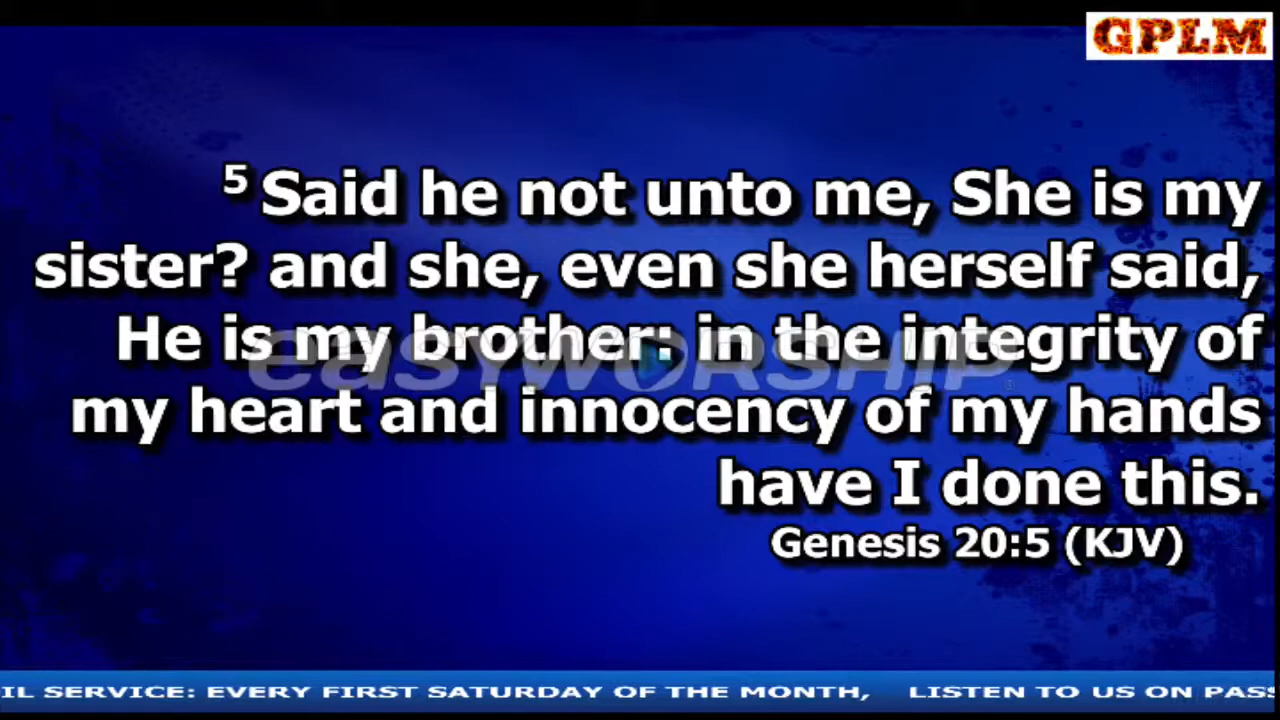 GPLM
5 Said he not unto me, She is my
sister? and she, even she herself said,
He is my brother: in the integrity of
my heart and innocency of my hands
have I done this.
easyWORSHIP®
Genesis 20:5 (KJV)
IL SERVICE: EVERY FIRST SATURDAY OF THE MONTH, LISTEN TO US ON PASS